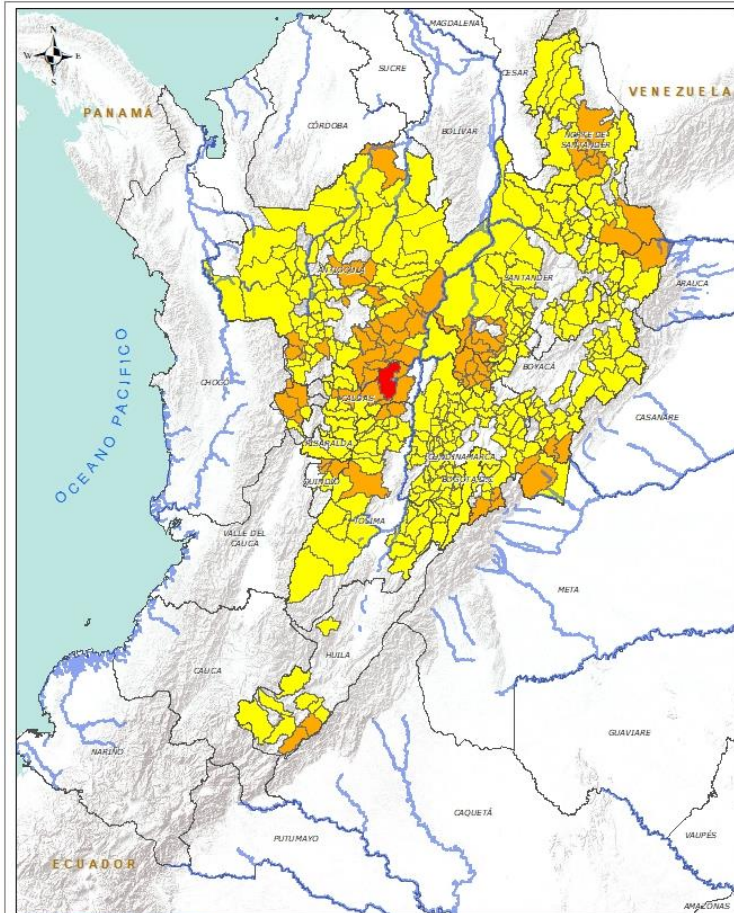 N
W E
S
MAGDALENA
SUCRE
CESAR
VENEZUELA
PANAMÁ
CÓRDOBA
BOLÍVAR
NORTE DE
SANTANDER
ANTIOQUIA
SANTANDER
ARAUCA
CHOCÓ
BOYACÁ
CALDAS
CASANARE
OCEANO PACIFICO
RISARALDA
CUNDINAMARCA
BOGOTÁ, D.C.
QUINDÍO
TOLIMA
VALLE DEL
CAUCA
META
HUILA
CAUCA
GUAVIARE
NARIÑO
CAQUETÁ
PUTUMAYO
VAUPÉS
ECUADOR
AMAZONAS